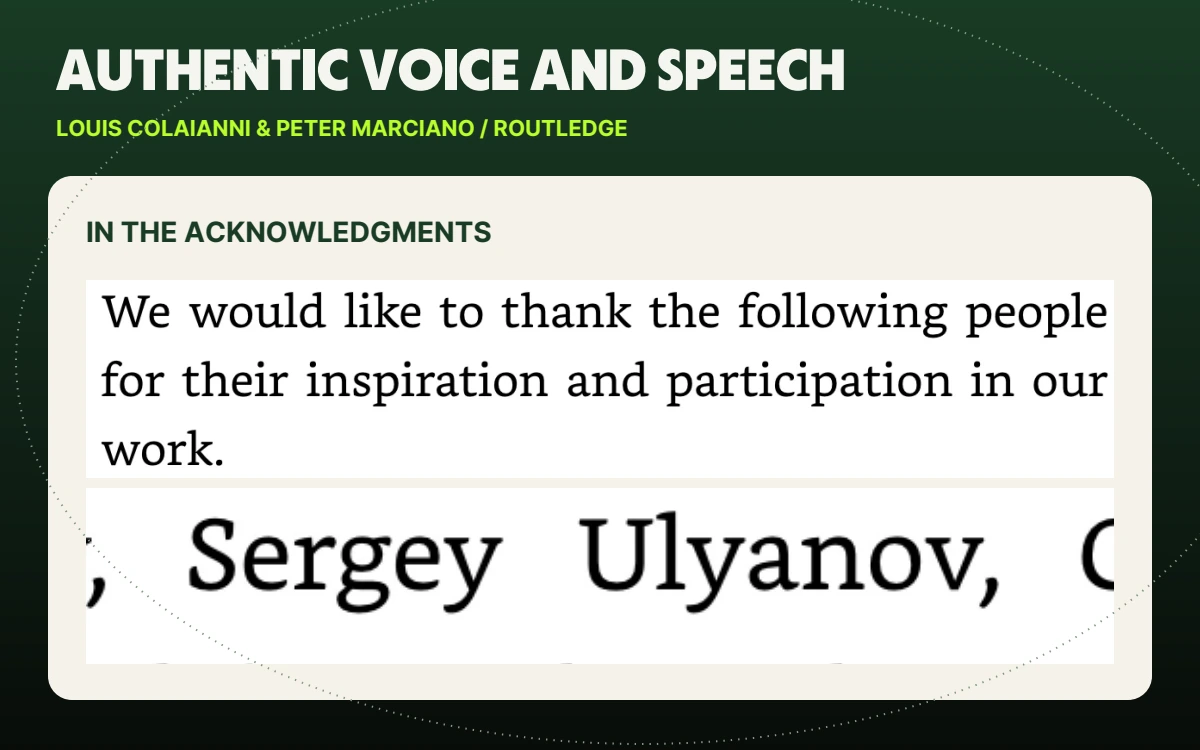 AUTHENTIC VOICE AND SPEECH
LOUIS COLAIANNI & PETER MARCIANO / ROUTLEDGE
IN THE ACKNOWLEDGMENTS
We would like to thank the following people
for their inspiration and participation in our
work.
, Sergey Ulyanov,